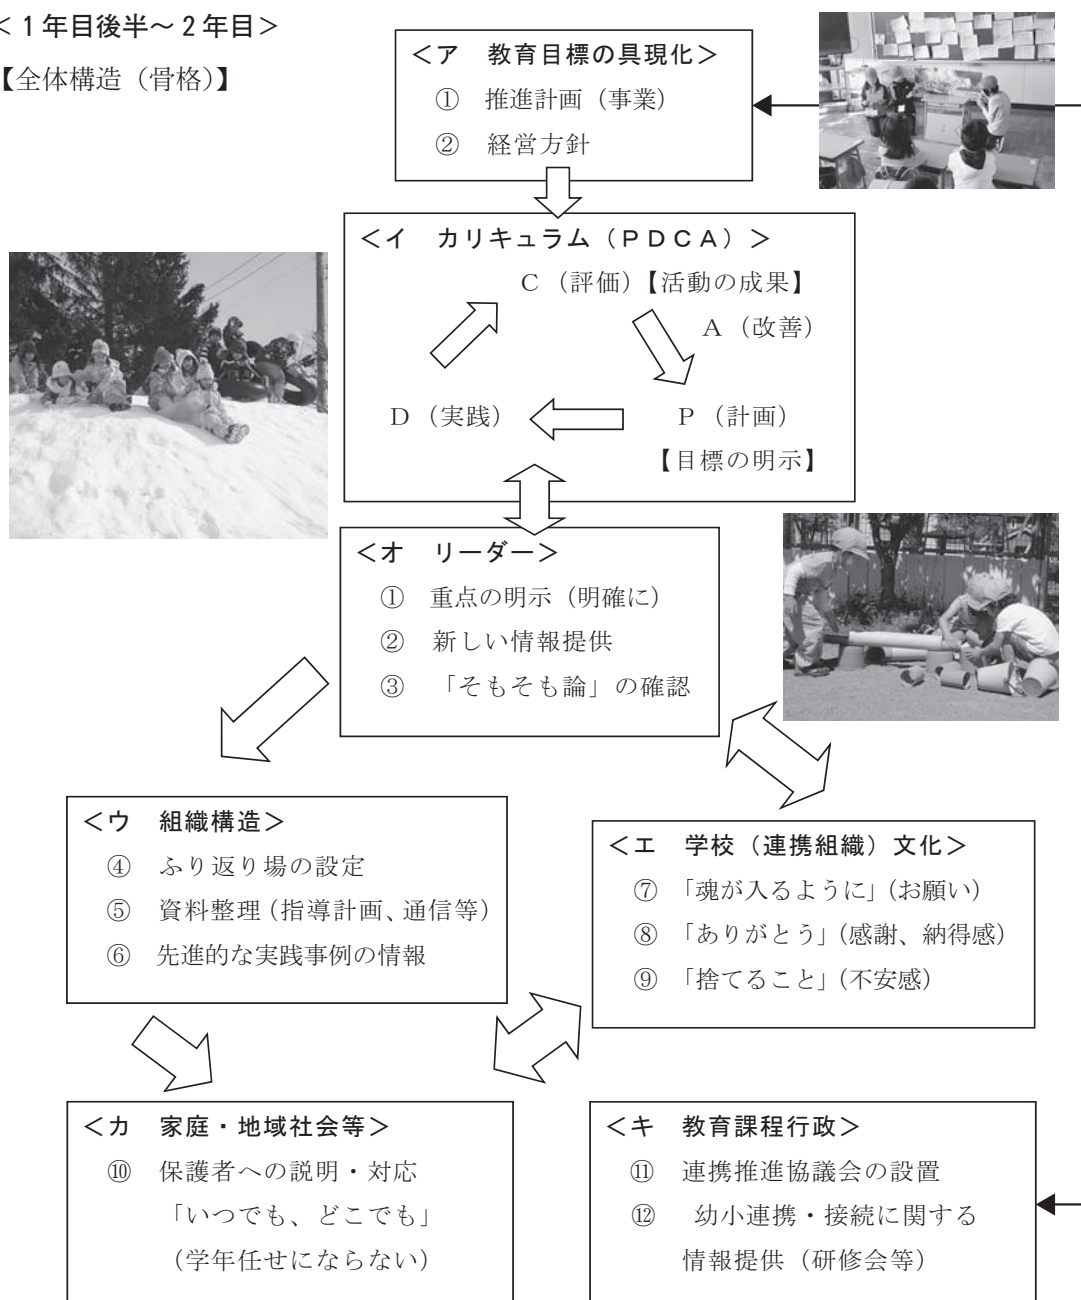 ＜１年目後半～２年目＞
【全体構造（骨格）】
＜ア　教育目標の具現化＞
①　推進計画（事業）
②　経営方針
＜イ　カリキュラム（ＰＤＣＡ）＞
C（評価）【活動の成果】
A（改善）
D（実践）
P（計画）
【目標の明示】
＜オ　リーダー＞
①　重点の明示（明確に）
②　新しい情報提供
③　「そもそも論」の確認
＜ウ　組織構造＞
④　ふり返り場の設定
⑤　資料整理（指導計画、通信等）
⑥　先進的な実践事例の情報
＜エ　学校（連携組織）文化＞
⑦　「魂が入るように」（お願い）
⑧　「ありがとう」（感謝、納得感）
⑨　「捨てること」（不安感）
＜カ　家庭・地域社会等＞
⑩　保護者への説明・対応
「いつでも、どこでも」
（学年任せにならない）
＜キ　教育課程行政＞
⑪　連携推進協議会の設置
⑫　幼小連携・接続に関する
情報提供（研修会等）